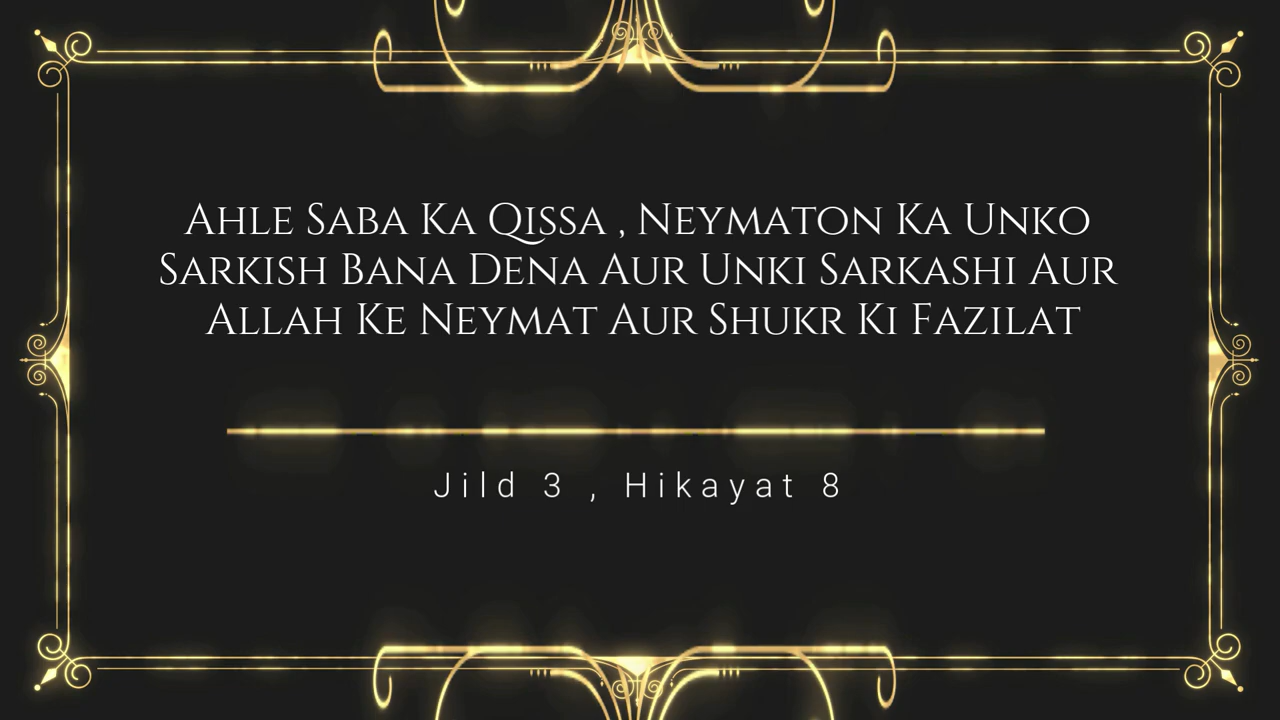 Ahle Saba Ka Qissa , Neymaton Ka Unko
Sarkish Bana Dena Aur Unki Sarkashi Aur
Allah Ke Neymat Aur Shukr Ki Fazilat
Jild 3 , Hikayat 8